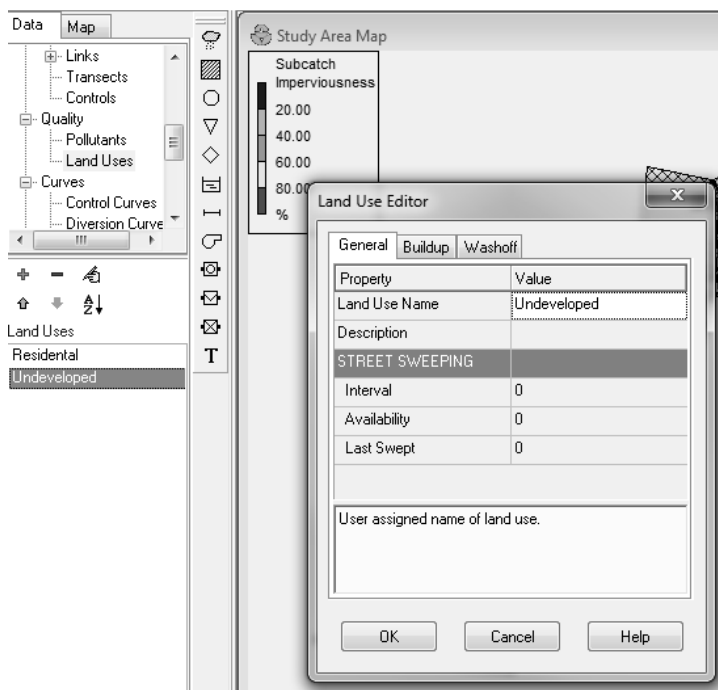 Data Map
Links
Transects
Controls
Quality
Pollutants
Land Uses
Curves
Control Curves
Diversion Curve
Land Uses
Residental
Undeveloped
T
Study Area Map
Subcatch
Imperviousness
20.00
40.00
60.00
80.00
%
Land Use Editor
General Buildup Washoff
Property Value
Land Use Name Undeveloped
Description
STREET SWEEPING
Interval 0
Availability 0
Last Swept 0
User assigned name of land use.
OK Cancel Help